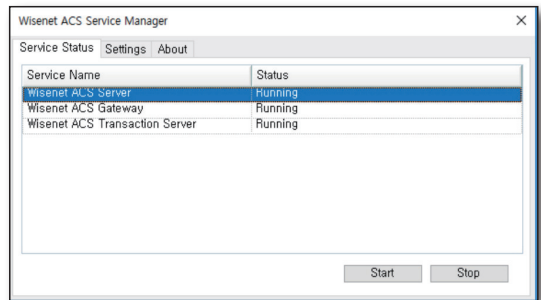 Wisenet ACS Service Manager
Service Status Settings About
Service Name Status
Wisenet ACS Server Running
Wisenet ACS Gateway Running
Wisenet ACS Transaction Server Running
Start Stop